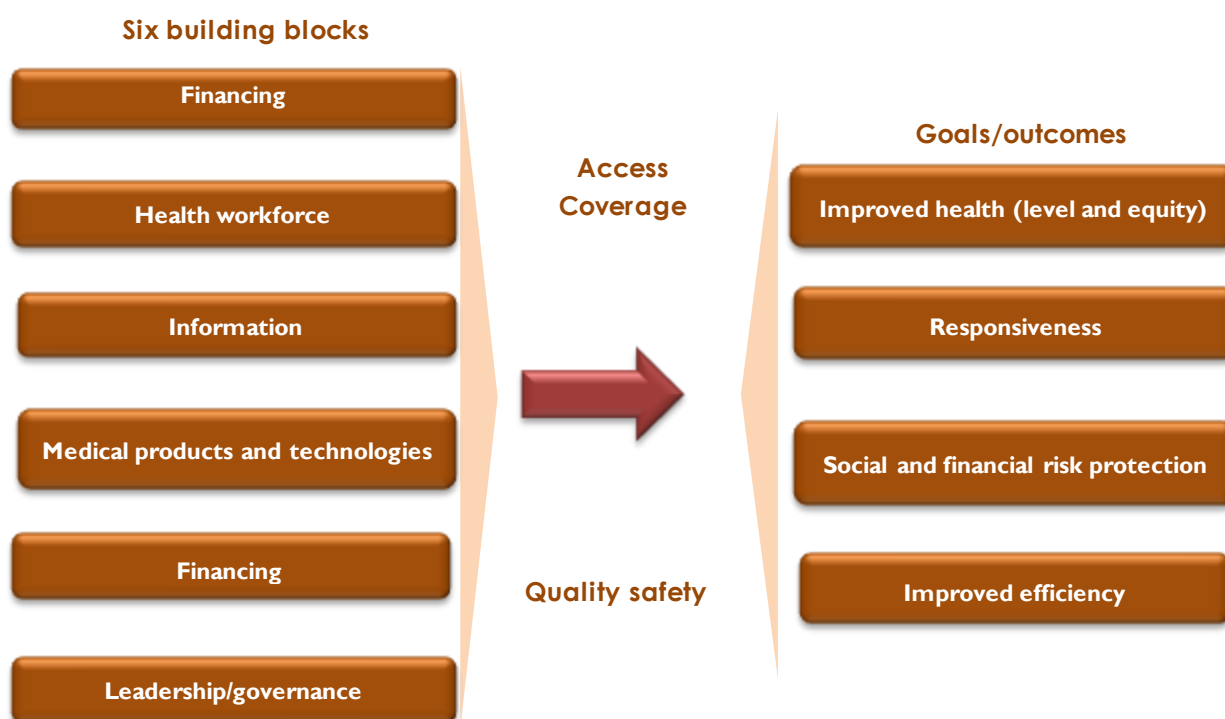 Six building blocks
Financing
Health workforce
Information
Medical products and technologies
Financing
Leadership/governance
Access
Coverage
Quality safety
Goals/outcomes
Improved health (level and equity)
Responsiveness
Social and financial risk protection
Improved efficiency